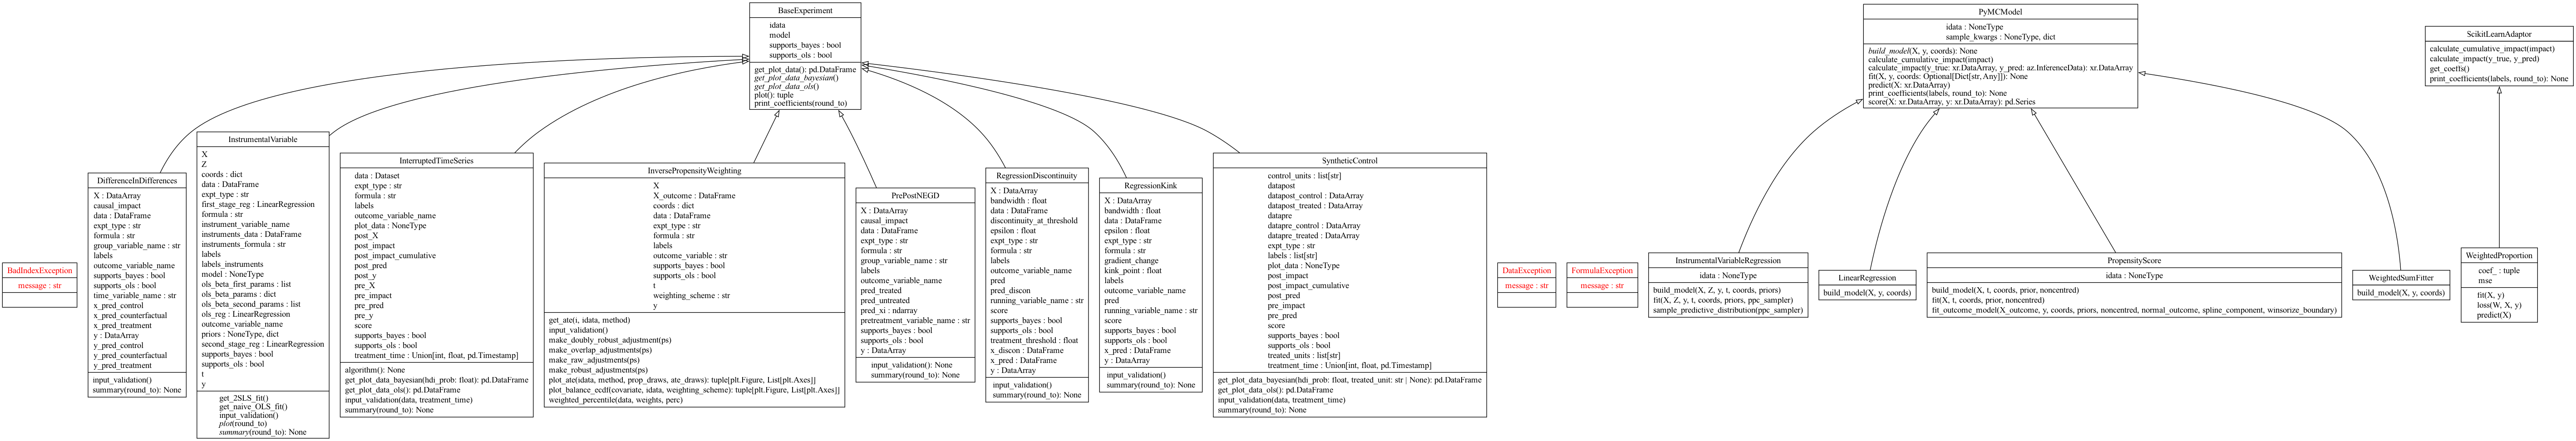 BaseExperiment
idata
model
supports_bayes : bool
supports_ols : bool
get_plot_data(): pd.DataFrame
get_plot_data_bayesian()
get_plot_data_ols()
plot(): tuple
print_coefficients(round_to)
PyMCModel
idata : NoneType
sample_kwargs : NoneType, dict
build_model(X, y, coords): None
calculate_cumulative_impact(impact)
calculate_impact(y_true: xr.DataArray, y_pred: az.InferenceData): xr.DataArray
fit(X, y, coords: Optional[Dict[str, Any]]): None
predict(X: xr.DataArray)
print_coefficients(labels, round_to): None
score(X: xr.DataArray, y: xr.DataArray): pd.Series
ScikitLearnAdaptor
calculate_cumulative_impact(impact)
calculate_impact(y_true, y_pred)
get_coeffs()
print_coefficients(labels, round_to): None
BadIndexException
message : str
DifferenceInDifferences
X : DataArray
causal_impact
data : DataFrame
expt_type : str
formula : str
group_variable_name : str
labels
outcome_variable_name
supports_bayes : bool
supports_ols : bool
time_variable_name : str
x_pred_control
x_pred_counterfactual
x_pred_treatment
y : DataArray
y_pred_control
y_pred_counterfactual
y_pred_treatment
input_validation()
summary(round_to): None
InstrumentalVariable
X
Z
coords : dict
data : DataFrame
expt_type : str
first_stage_reg : LinearRegression
formula : str
instrument_variable_name
instruments_data : DataFrame
instruments_formula : str
labels
labels_instruments
model : NoneType
ols_beta_first_params : list
ols_beta_params : dict
ols_beta_second_params : list
ols_reg : LinearRegression
outcome_variable_name
priors : NoneType, dict
second_stage_reg : LinearRegression
supports_bayes : bool
supports_ols : bool
t
y
get_2SLS_fit()
get_naive_OLS_fit()
input_validation()
plot(round_to)
summary(round_to): None
InterruptedTimeSeries
data : Dataset
expt_type : str
formula : str
labels
outcome_variable_name
plot_data : NoneType
post_X
post_impact
post_impact_cumulative
post_pred
post_y
pre_X
pre_impact
pre_pred
pre_y
score
supports_bayes : bool
supports_ols : bool
treatment_time : Union[int, float, pd.Timestamp]
algorithm(): None
get_plot_data_bayesian(hdi_prob: float): pd.DataFrame
get_plot_data_ols(): pd.DataFrame
input_validation(data, treatment_time)
summary(round_to): None
InversePropensityWeighting
X
X_outcome : DataFrame
coords : dict
data : DataFrame
expt_type : str
formula : str
labels
outcome_variable : str
supports_bayes : bool
supports_ols : bool
t
weighting_scheme : str
y
get_ate(i, idata, method)
input_validation()
make_doubly_robust_adjustment(ps)
make_overlap_adjustments(ps)
make_raw_adjustments(ps)
make_robust_adjustments(ps)
plot_ate(idata, method, prop_draws, ate_draws): tuple[plt.Figure, List[plt.Axes]]
plot_balance_ecdf(covariate, idata, weighting_scheme): tuple[plt.Figure, List[plt.Axes]]
weighted_percentile(data, weights, perc)
PrePostNEGD
X : DataArray
causal_impact
data : DataFrame
expt_type : str
formula : str
group_variable_name : str
labels
outcome_variable_name
pred_treated
pred_untreated
pred_xi : ndarray
pretreatment_variable_name : str
supports_bayes : bool
supports_ols : bool
y : DataArray
input_validation(): None
summary(round_to): None
RegressionDiscontinuity
X : DataArray
bandwidth : float
data : DataFrame
discontinuity_at_threshold
epsilon : float
expt_type : str
formula : str
labels
outcome_variable_name
pred
pred_discon
running_variable_name : str
score
supports_bayes : bool
supports_ols : bool
treatment_threshold : float
x_discon : DataFrame
x_pred : DataFrame
y : DataArray
input_validation()
summary(round_to): None
RegressionKink
X : DataArray
bandwidth : float
data : DataFrame
epsilon : float
expt_type : str
formula : str
gradient_change
kink_point : float
labels
outcome_variable_name
pred
running_variable_name : str
score
supports_bayes : bool
supports_ols : bool
x_pred : DataFrame
y : DataArray
input_validation()
summary(round_to): None
SyntheticControl
control_units : list[str]
datapost
datapost_control : DataArray
datapost_treated : DataArray
datapre
datapre_control : DataArray
datapre_treated : DataArray
expt_type : str
labels : list[str]
plot_data : NoneType
post_impact
post_impact_cumulative
post_pred
pre_impact
pre_pred
score
supports_bayes : bool
supports_ols : bool
treated_units : list[str]
treatment_time : Union[int, float, pd.Timestamp]
get_plot_data_bayesian(hdi_prob: float, treated_unit: str | None): pd.DataFrame
get_plot_data_ols(): pd.DataFrame
input_validation(data, treatment_time)
summary(round_to): None
DataException
message : str
FormulaException
message : str
InstrumentalVariableRegression
idata : NoneType
build_model(X, Z, y, t, coords, priors)
fit(X, Z, y, t, coords, priors, ppc_sampler)
sample_predictive_distribution(ppc_sampler)
LinearRegression
build_model(X, y, coords)
PropensityScore
idata : NoneType
build_model(X, t, coords, prior, noncentred)
fit(X, t, coords, prior, noncentred)
fit_outcome_model(X_outcome, y, coords, priors, noncentred, normal_outcome, spline_component, winsorize_boundary)
WeightedSumFitter
build_model(X, y, coords)
WeightedProportion
coef_ : tuple
mse
fit(X, y)
loss(W, X, y)
predict(X)